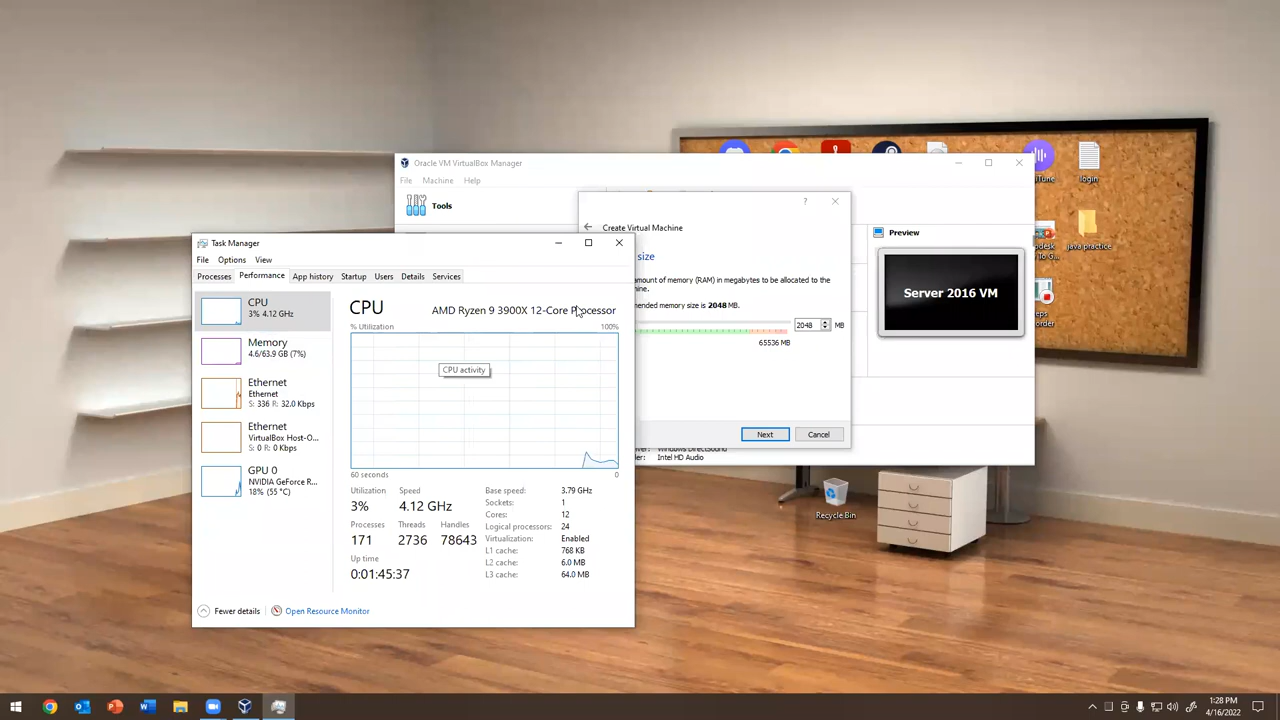 Oracle VM VirtualBox Manager
File Machine Help
Tools
Create Virtual Machine
size
amount of memory (RAM) in megabytes to be allocated to the
2048 MB.
2048 MB
65536 MB
Next Cancel
Intel HD Audio
Preview
Server 2016 VM
Task Manager
File Options View
Processes Performance App history Startup Users Details Services
CPU
3% 4.12 GHz
Memory
4.6/63.9 GB (7%)
Ethernet
Ethernet
S: 336 R: 32.0 Kbps
Ethernet
VirtualBox Host-O...
S: 0 R: 0 Kbps
GPU 0
NVIDIA GeForce R...
18% (55 °C)
CPU
AMD Ryzen 9 3900X 12-Core Processor
% Utilization 100%
CPU activity
60 seconds 0
Utilization Speed
3% 4.12 GHz
Processes Threads Handles
171 2736 78643
Up time
0:01:45:37
Base speed: 3.79 GHz
Sockets: 1
Cores: 12
Logical processors: 24
Virtualization: Enabled
L1 cache: 768 KB
L2 cache: 6.0 MB
L3 cache: 64.0 MB
Fewer details Open Resource Monitor
login
java practice
Recycle Bin
1:28 PM
4/16/2022